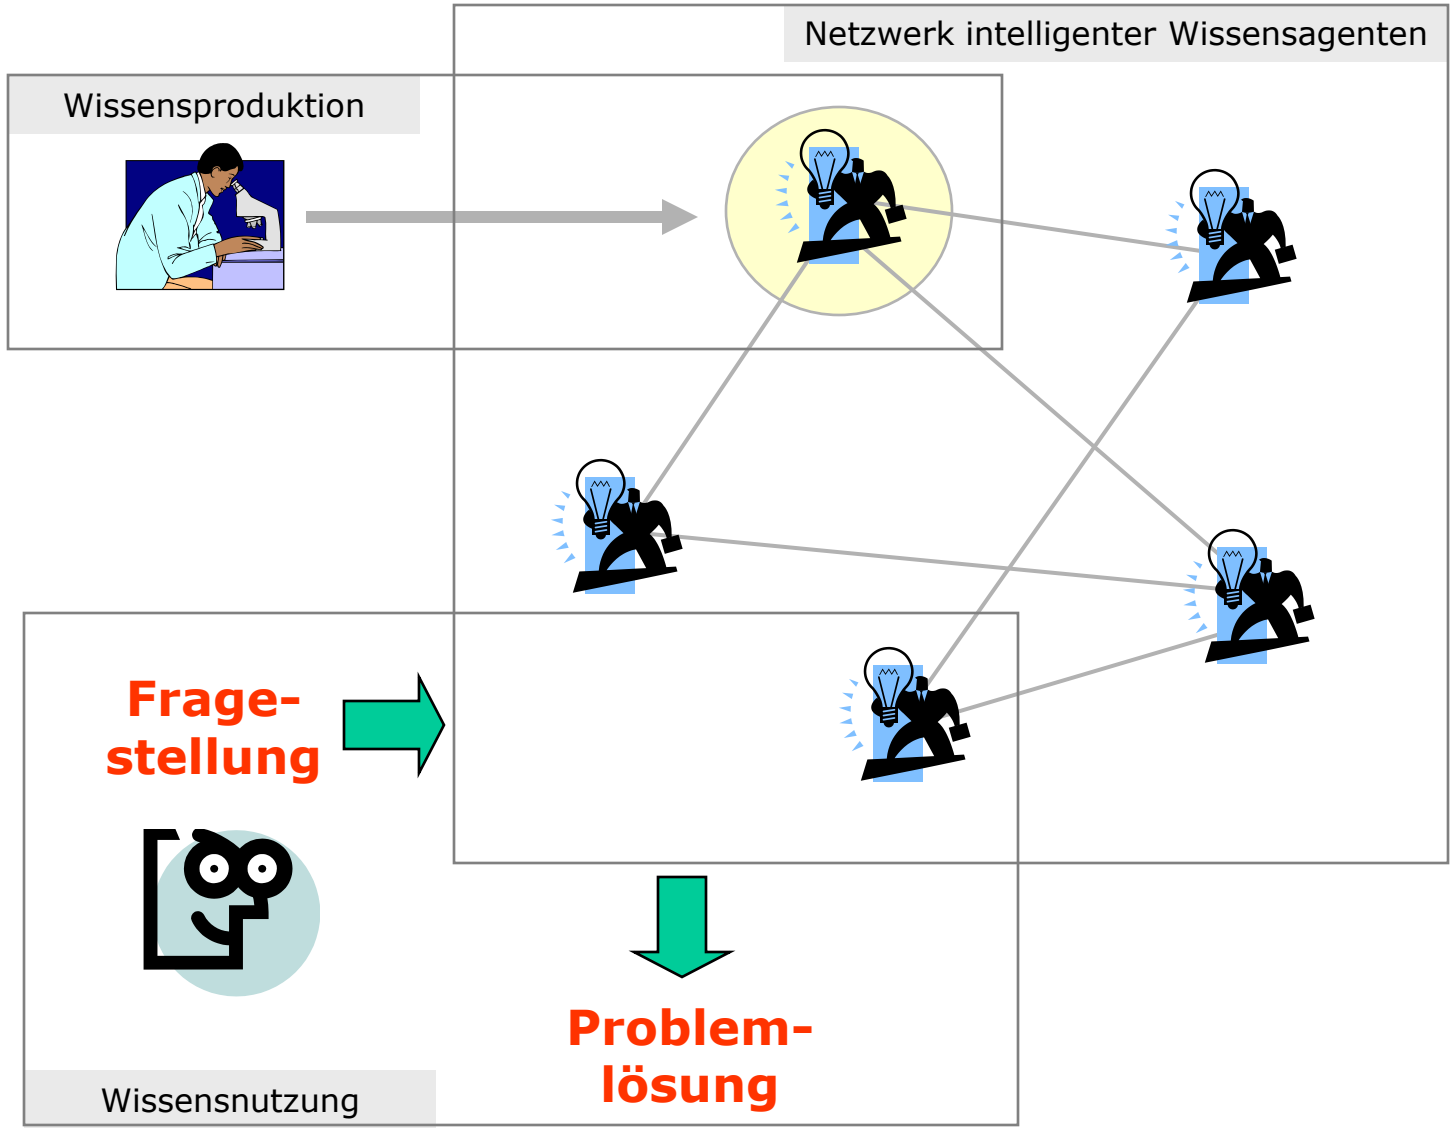 Netzwerk intelligenter Wissensagenten
Wissensproduktion
Frage-
stellung
Problem-
lösung
Wissensnutzung